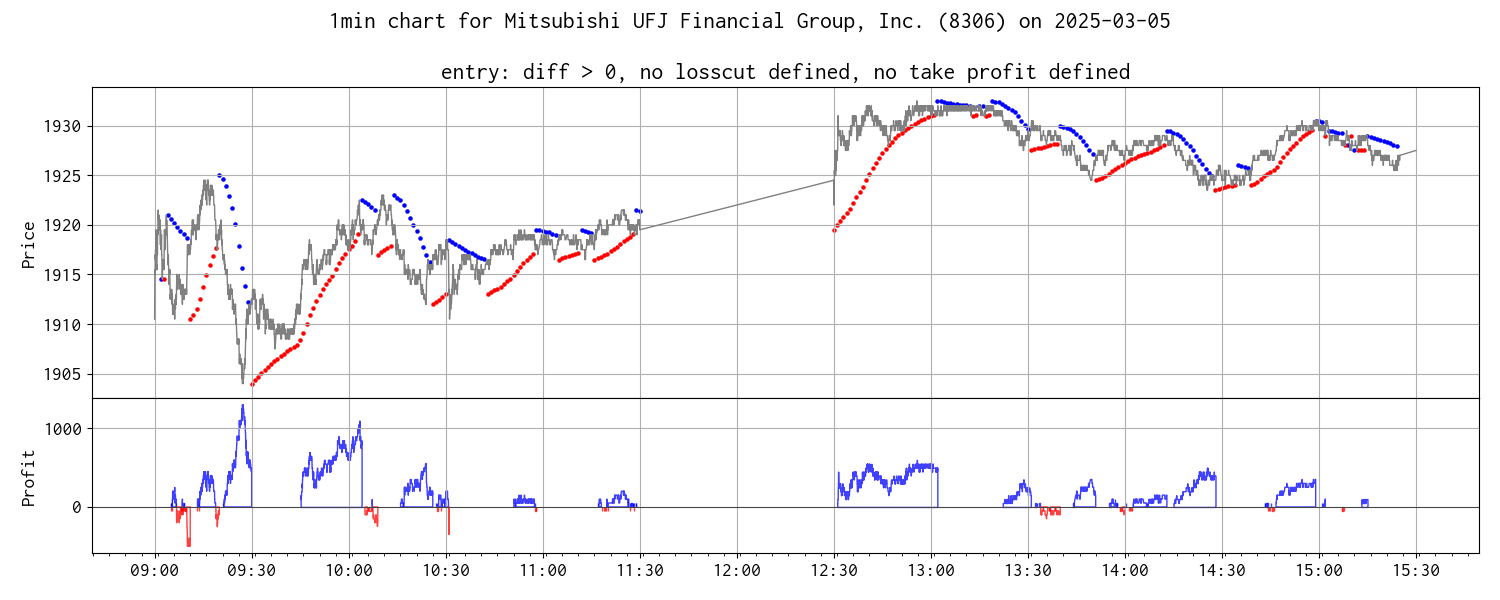 1min chart for Mitsubishi UFJ Financial Group, Inc. (8306) on 2025-03-05
entry: diff > 0, no losscut defined, no take profit defined
Price
1930
1925
1920
1915
1910
1905
Profit
1000
0
09:00 09:30 10:00 10:30 11:00 11:30 12:00 12:30 13:00 13:30 14:00 14:30 15:00 15:30